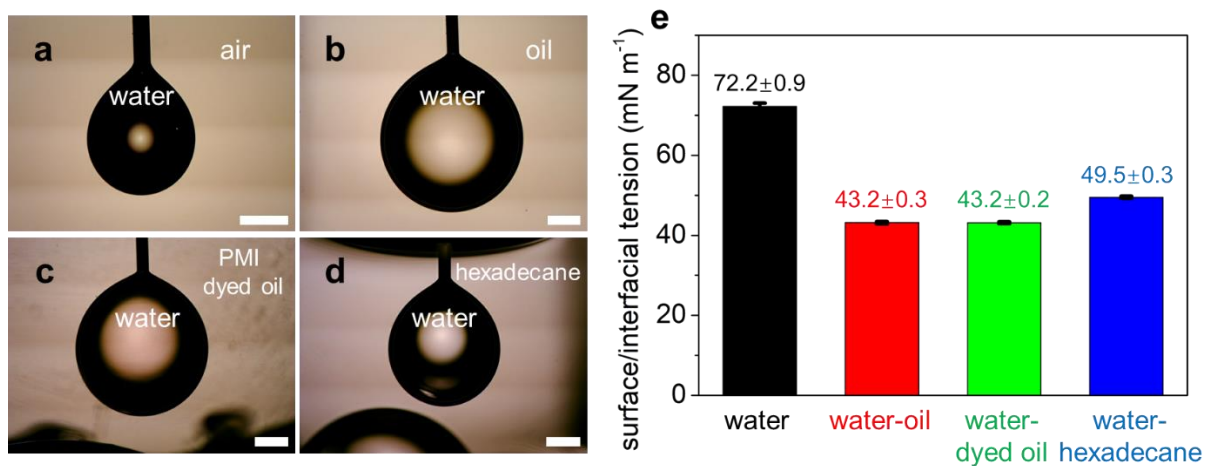 a
air
water
b
oil
water
c
PMI
dyed oil
water
d
hexadecane
water
e
surface/interfacial tension (mN m⁻¹)
80
60
40
20
0
72.2±0.9
43.2±0.3
43.2±0.2
49.5±0.3
water
water-oil
water-
dyed oil
water-
hexadecane